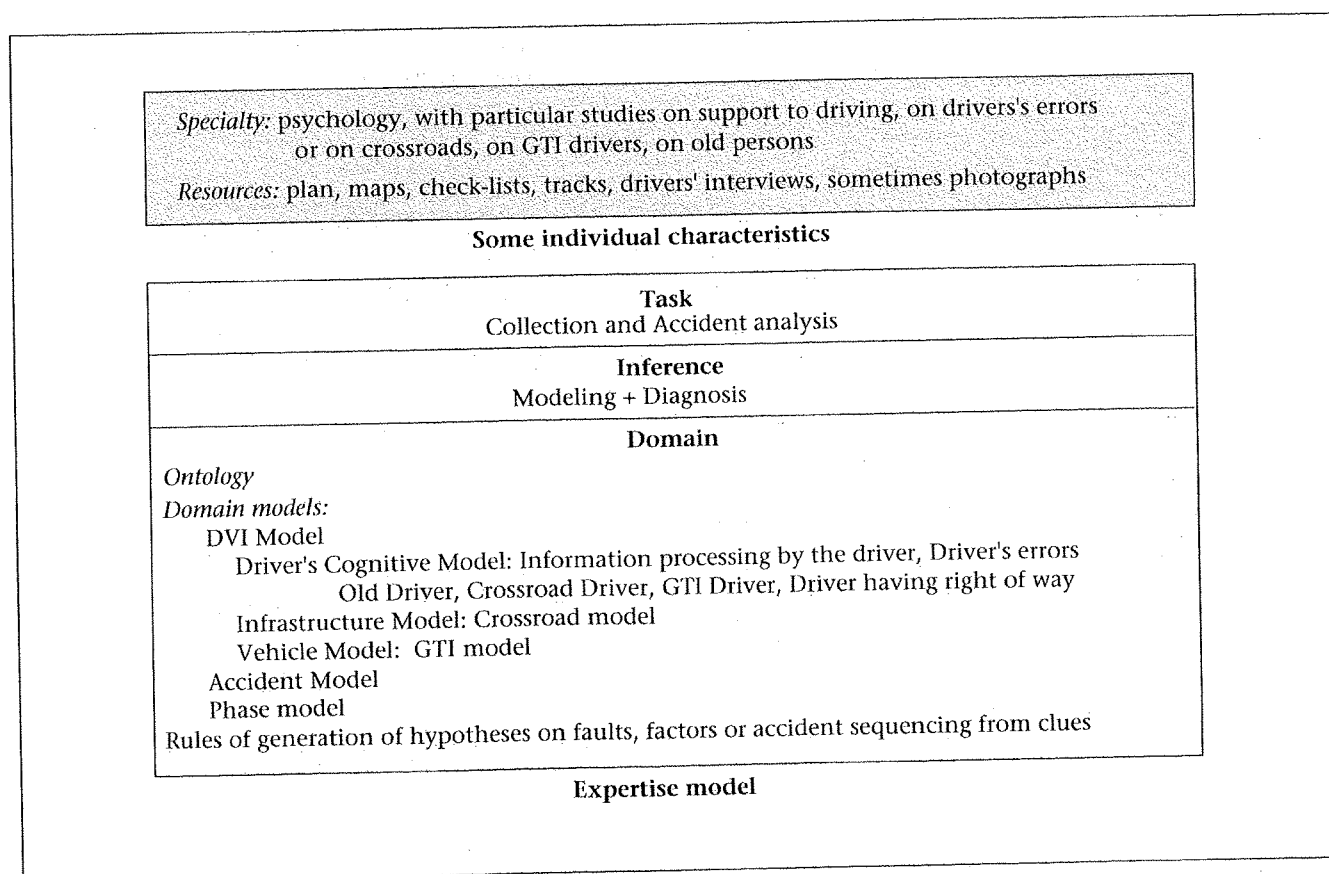 Specialty: psychology, with particular studies on support to driving, on drivers's errors
or on crossroads, on GTI drivers, on old persons
Resources: plan, maps, check-lists, tracks, drivers' interviews, sometimes photographs
Some individual characteristics
Task
Collection and Accident analysis
Inference
Modeling + Diagnosis
Domain
Ontology
Domain models:
DVI Model
Driver's Cognitive Model: Information processing by the driver, Driver's errors
Old Driver, Crossroad Driver, GTI Driver, Driver having right of way
Infrastructure Model: Crossroad model
Vehicle Model: GTI model
Accident Model
Phase model
Rules of generation of hypotheses on faults, factors or accident sequencing from clues
Expertise model